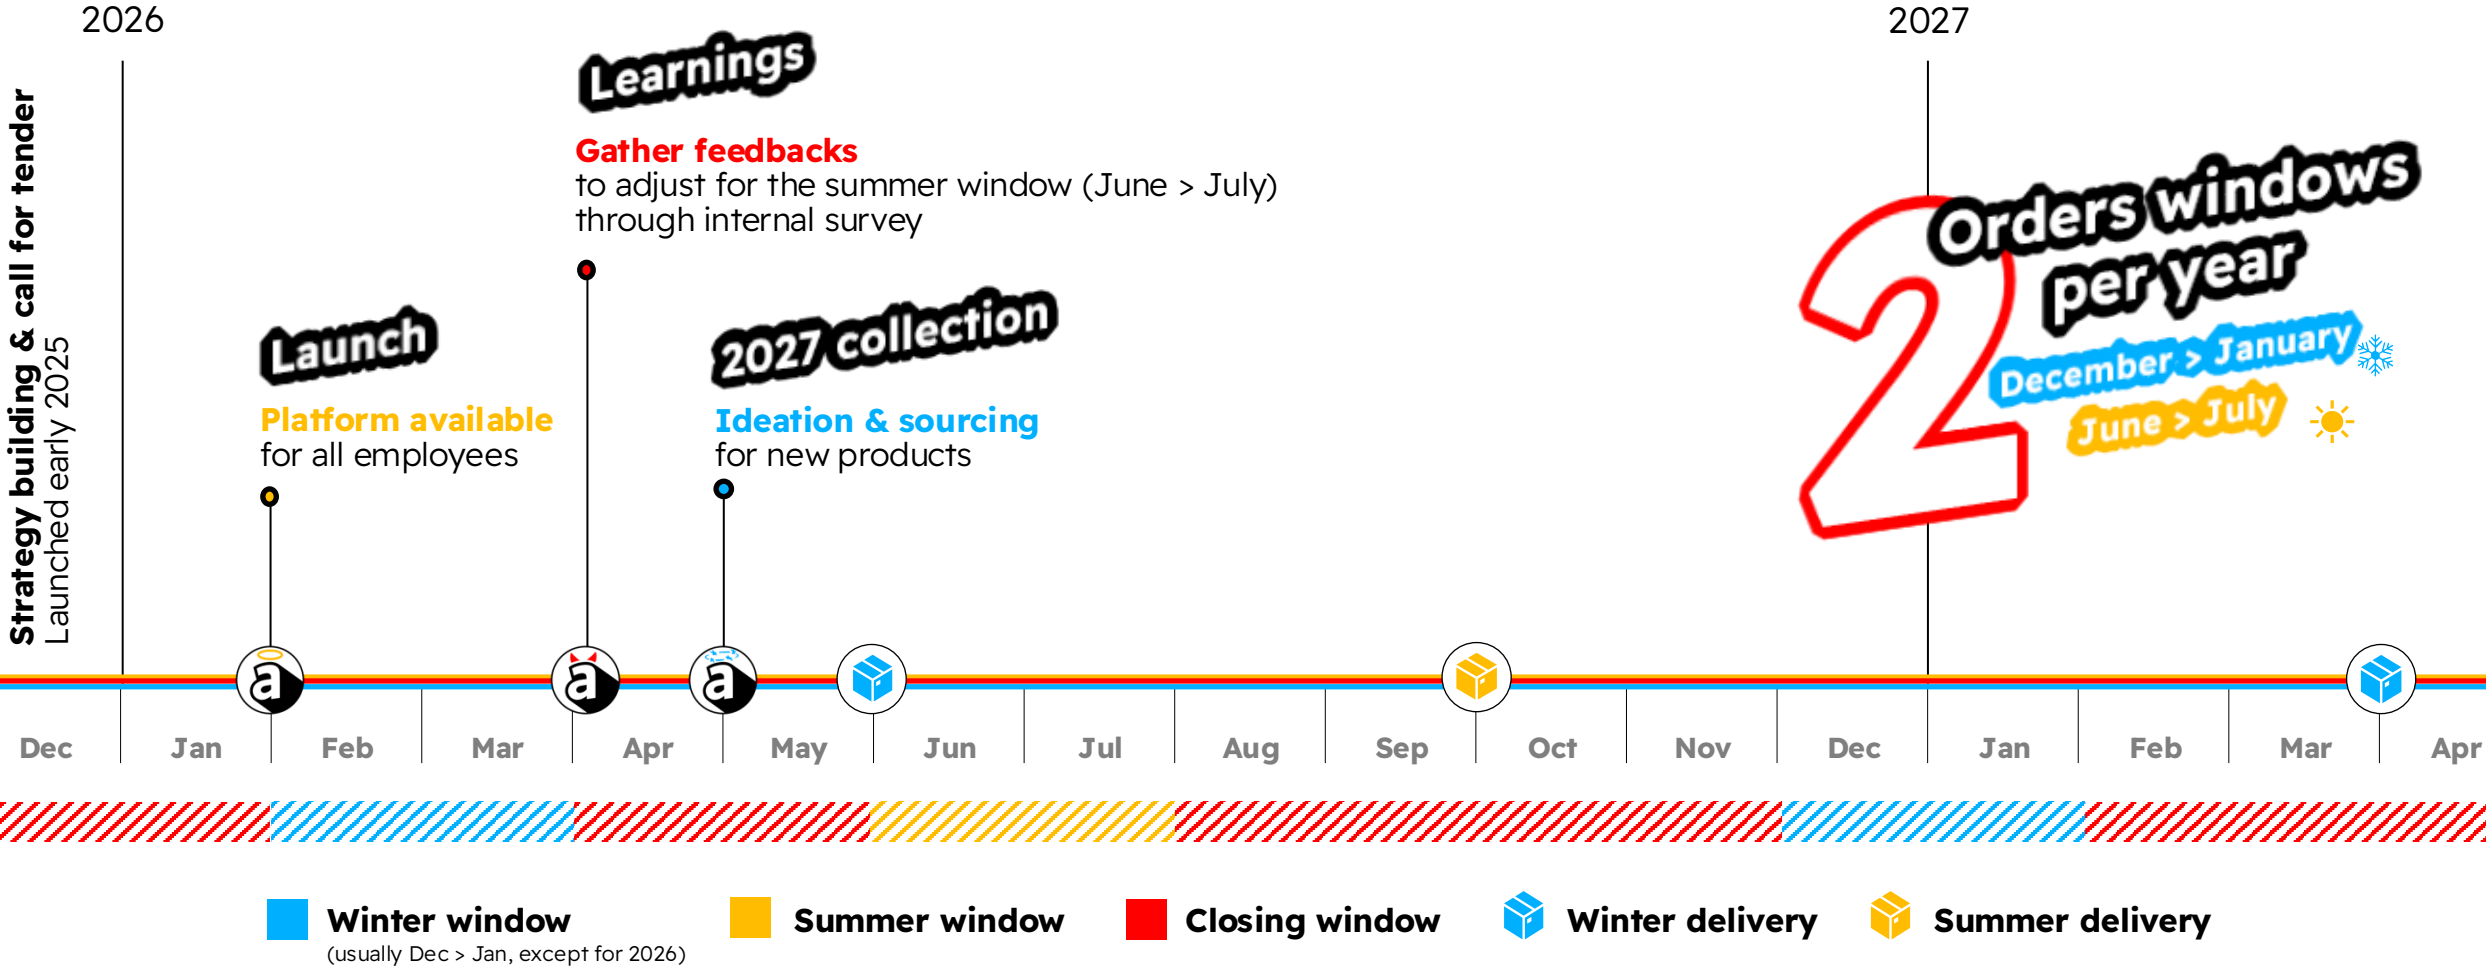 2026
2027
Strategy building & call for tender
Launched early 2025
Learnings
Gather feedbacks
to adjust for the summer window (June > July)
through internal survey
Launch
Platform available
for all employees
2027 collection
Ideation & sourcing
for new products
2
Orders windows
per year
December > January
June > July
a
a
a
Dec
Jan
Feb
Mar
Apr
May
Jun
Jul
Aug
Sep
Oct
Nov
Dec
Jan
Feb
Mar
Apr
Winter window
(usually Dec > Jan, except for 2026)
Summer window
Closing window
Winter delivery
Summer delivery